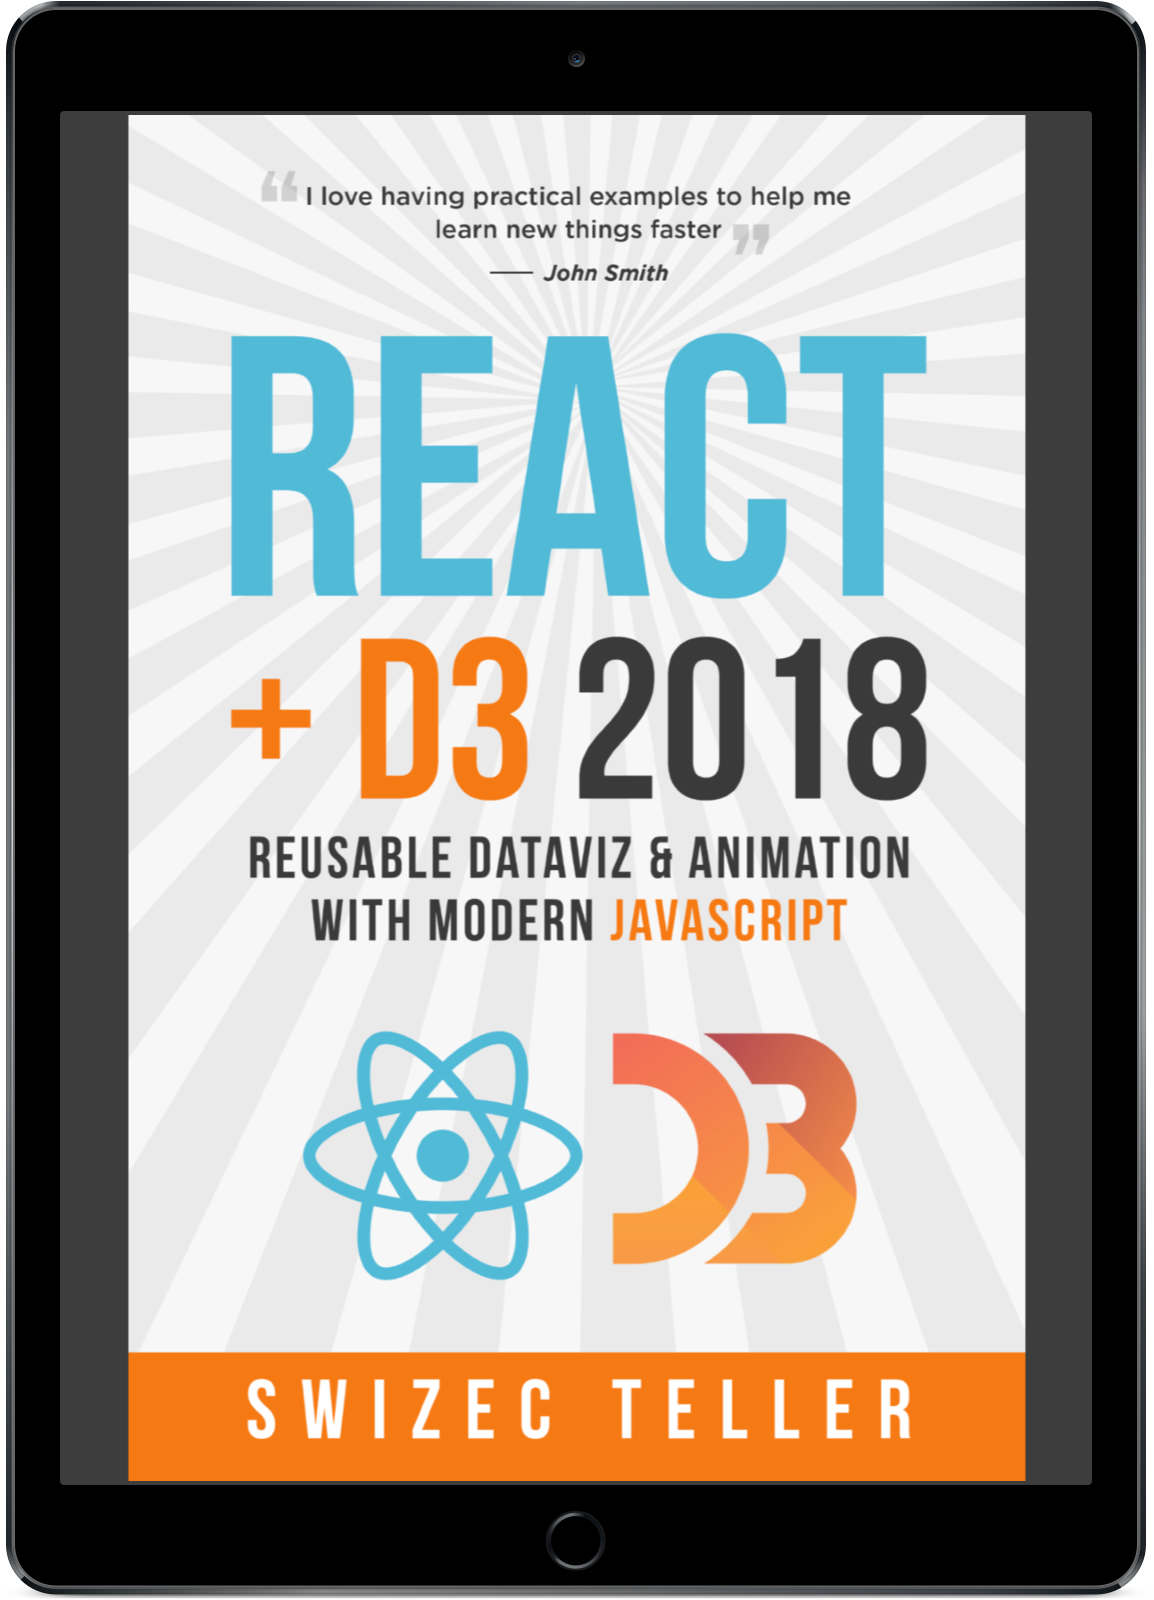 “ I love having practical examples to help me
learn new things faster ”
— John Smith
REACT
+ D3 2018
REUSABLE DATAVIZ & ANIMATION
WITH MODERN JAVASCRIPT
D3
SWIZEC TELLER